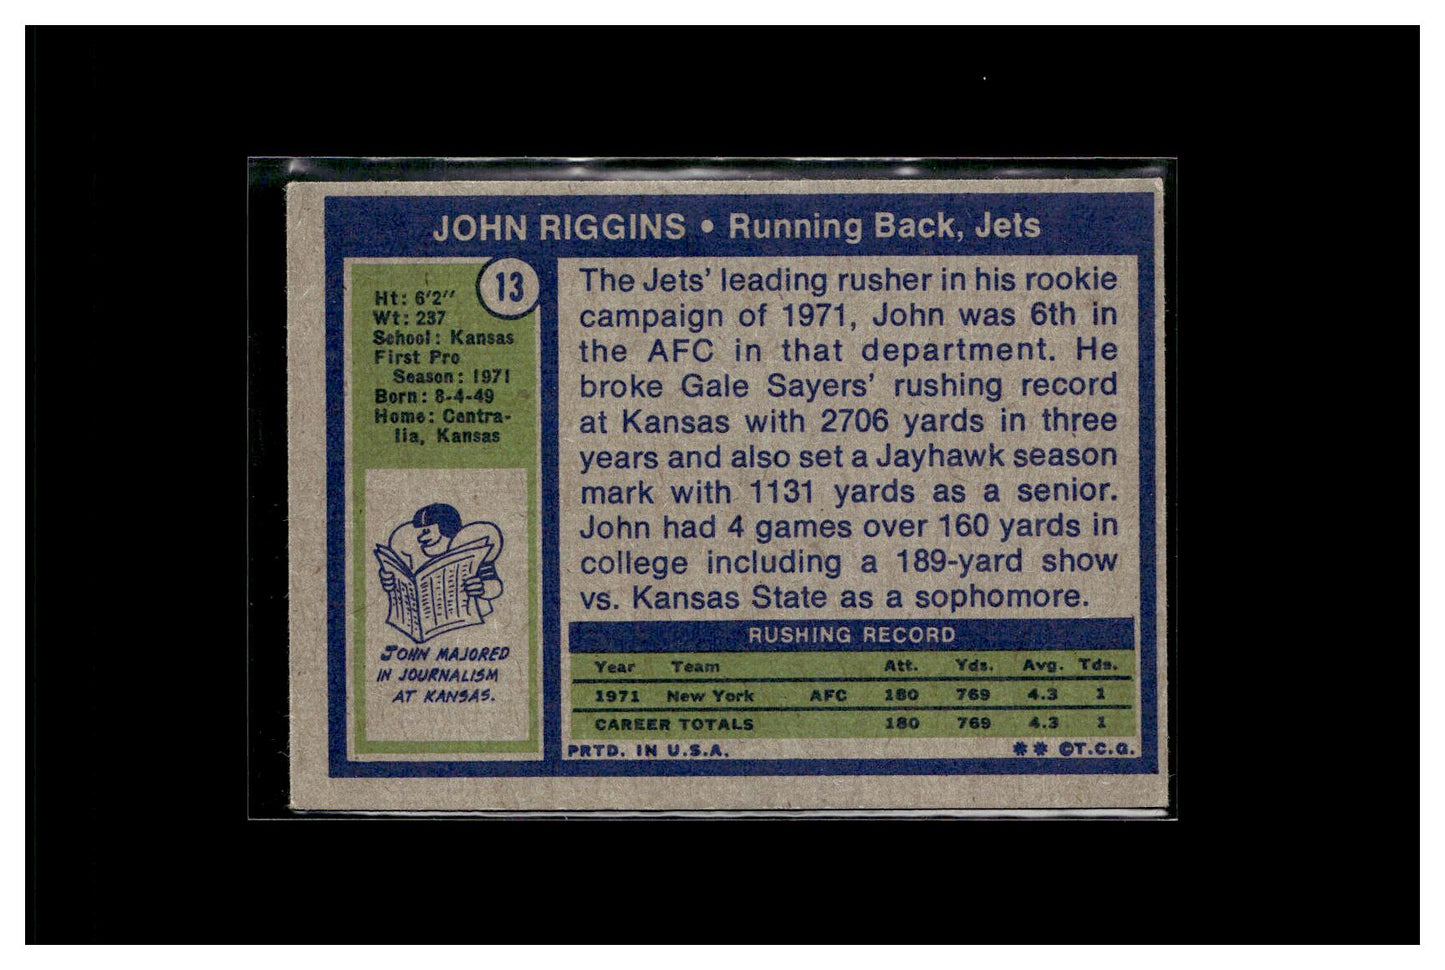 JOHN RIGGINS • Running Back, Jets
13
Ht: 6'2"
Wt: 237
School: Kansas
First Pro
Season: 1971
Born: 8-4-49
Home: Centra-
lia, Kansas
JOHN MAJORED
IN JOURNALISM
AT KANSAS.
The Jets' leading rusher in his rookie
campaign of 1971, John was 6th in
the AFC in that department. He
broke Gale Sayers' rushing record
at Kansas with 2706 yards in three
years and also set a Jayhawk season
mark with 1131 yards as a senior.
John had 4 games over 160 yards in
college including a 189-yard show
vs. Kansas State as a sophomore.
RUSHING RECORD
Year Team Att. Yds. Avg. Tds.
1971 New York AFC 180 769 4.3 1
CAREER TOTALS 180 769 4.3 1
PRTD. IN U.S.A. ** ©T.C.G.